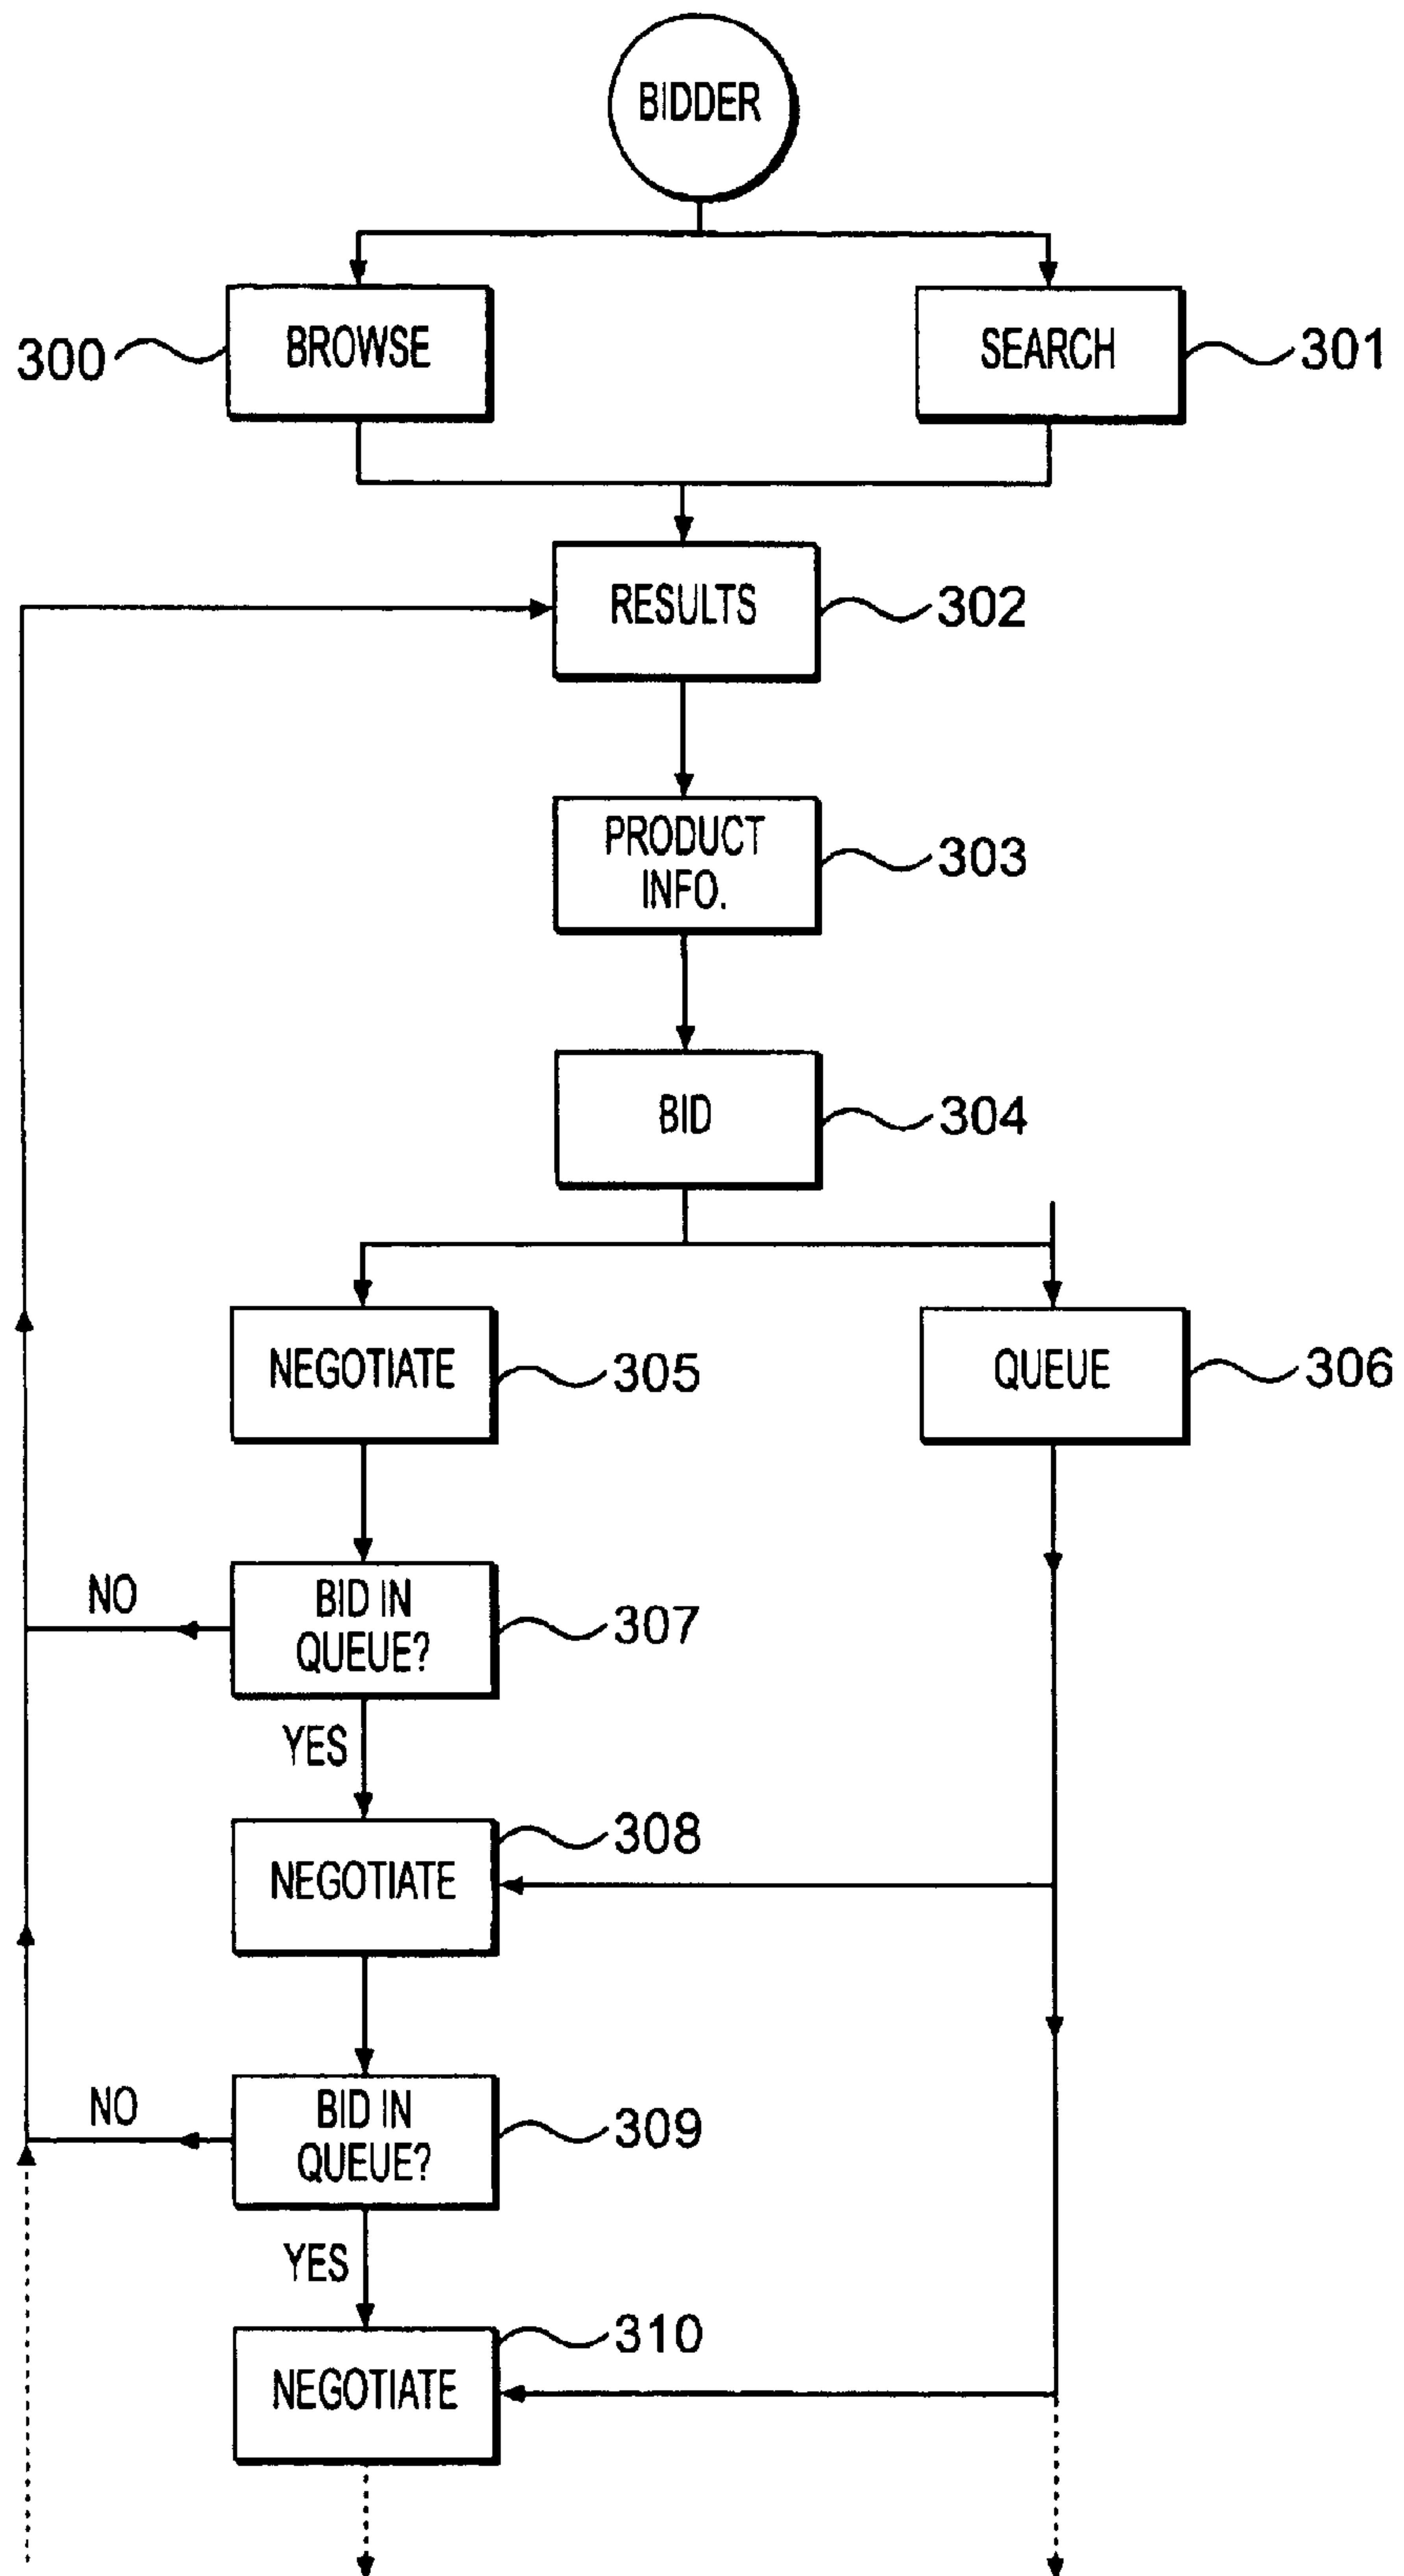 BIDDER
300
BROWSE
SEARCH
301
RESULTS
302
PRODUCT
INFO.
303
BID
304
NEGOTIATE
305
QUEUE
306
NO
BID IN
QUEUE?
307
YES
308
NEGOTIATE
NO
BID IN
QUEUE?
309
YES
310
NEGOTIATE